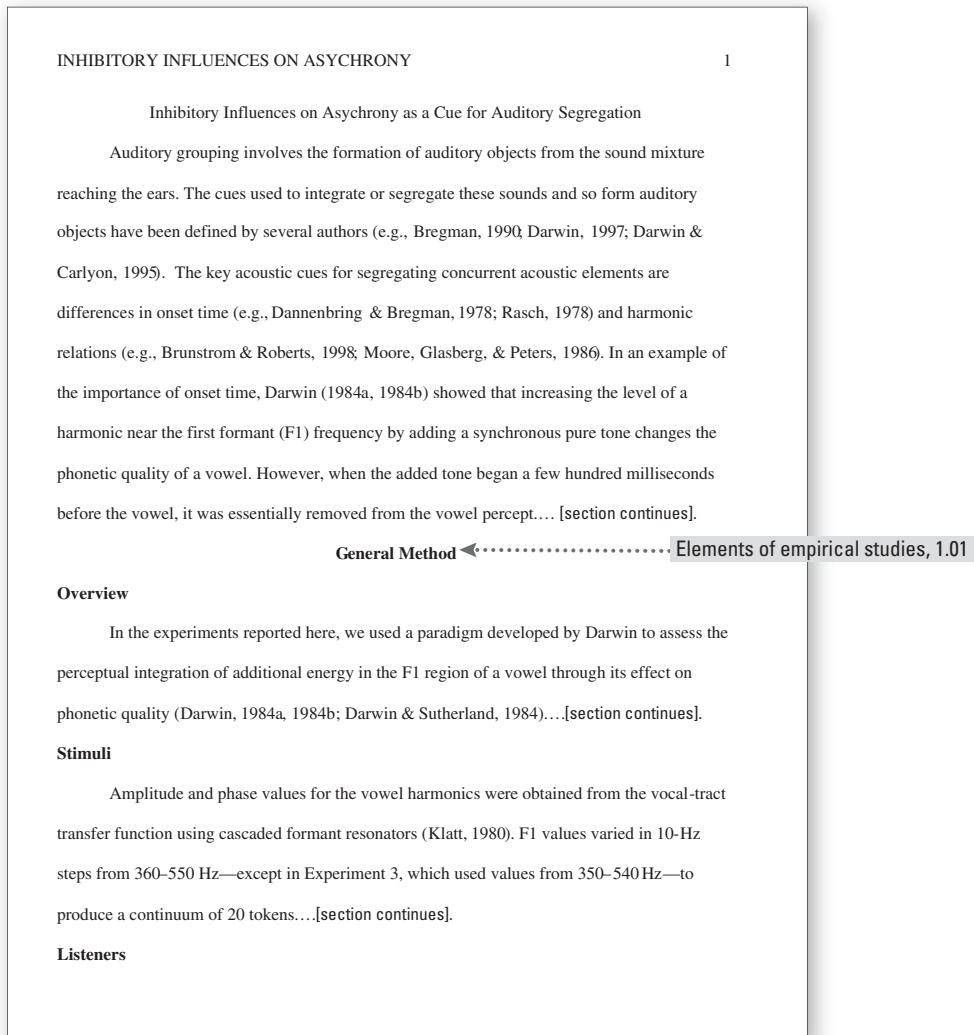 INHIBITORY INFLUENCES ON ASYCHRONY 1
Inhibitory Influences on Asychrony as a Cue for Auditory Segregation
Auditory grouping involves the formation of auditory objects from the sound mixture
reaching the ears. The cues used to integrate or segregate these sounds and so form auditory
objects have been defined by several authors (e.g., Bregman, 1990; Darwin, 1997; Darwin &
Carlyon, 1995). The key acoustic cues for segregating concurrent acoustic elements are
differences in onset time (e.g., Dannenbring & Bregman, 1978; Rasch, 1978) and harmonic
relations (e.g., Brunstrom & Roberts, 1998; Moore, Glasberg, & Peters, 1986). In an example of
the importance of onset time, Darwin (1984a, 1984b) showed that increasing the level of a
harmonic near the first formant (F1) frequency by adding a synchronous pure tone changes the
phonetic quality of a vowel. However, when the added tone began a few hundred milliseconds
before the vowel, it was essentially removed from the vowel percept.… [section continues].
General Method
Elements of empirical studies, 1.01
Overview
In the experiments reported here, we used a paradigm developed by Darwin to assess the
perceptual integration of additional energy in the F1 region of a vowel through its effect on
phonetic quality (Darwin, 1984a, 1984b; Darwin & Sutherland, 1984).…[section continues].
Stimuli
Amplitude and phase values for the vowel harmonics were obtained from the vocal-tract
transfer function using cascaded formant resonators (Klatt, 1980). F1 values varied in 10-Hz
steps from 360–550 Hz—except in Experiment 3, which used values from 350–540 Hz—to
produce a continuum of 20 tokens.…[section continues].
Listeners